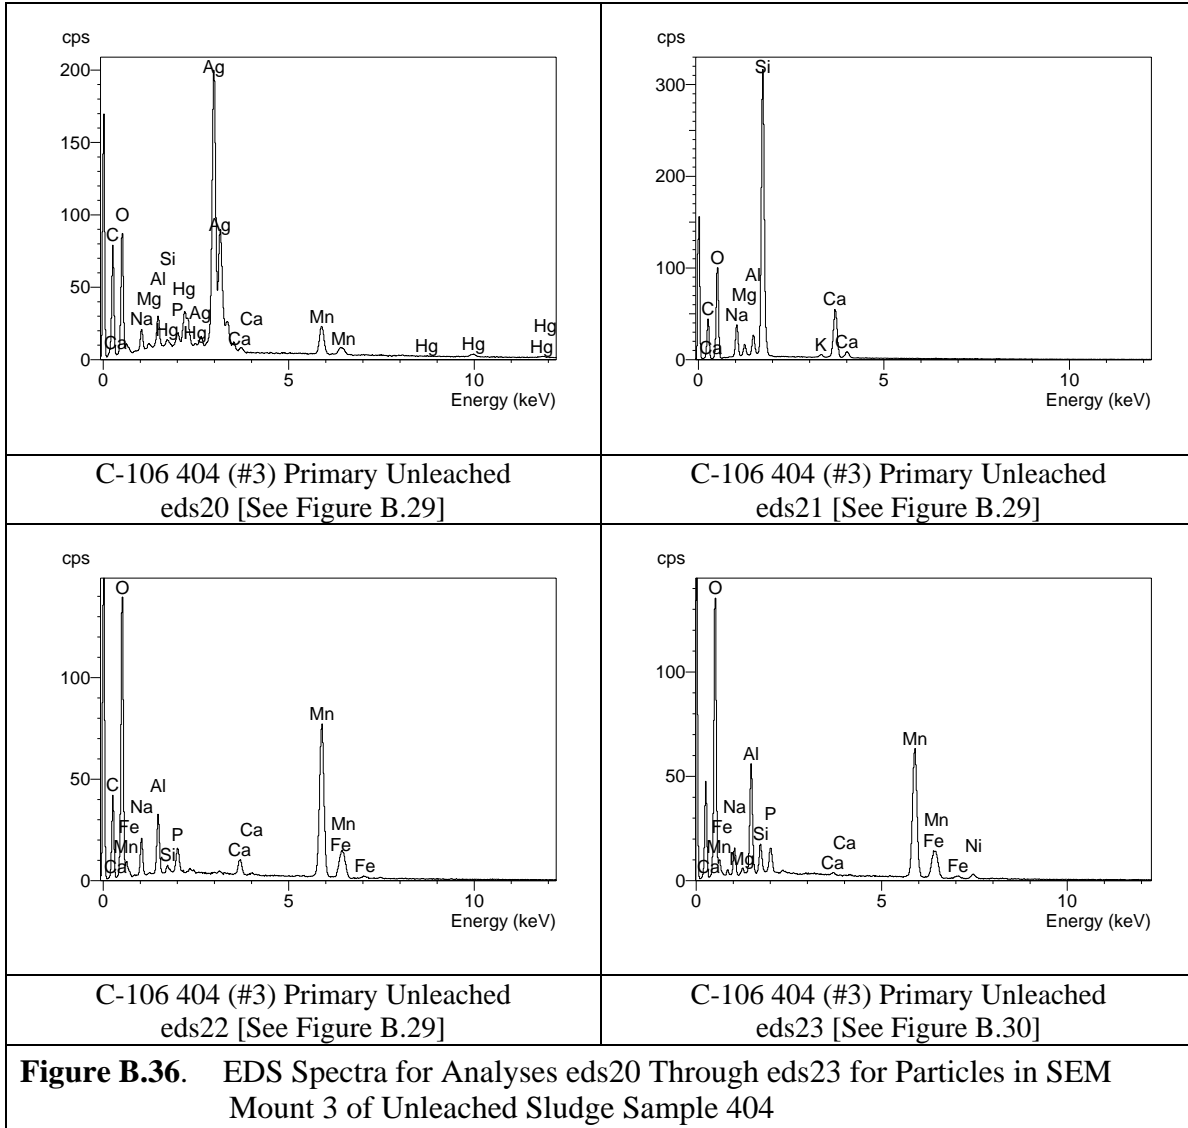 cps
200
150
100
50
0
Ag
Ag
O
C
Si
Al
Hg
Mg
P
Ag
Na
Hg
Hg
Ca
Ca
Ca
Mn
Mn
Hg
Hg
Hg
Hg
0 5 10
Energy (keV)
C-106 404 (#3) Primary Unleached
eds20 [See Figure B.29]
cps
300
200
100
0
Si
O
Al
Mg
C
Na
Ca
Ca
K
Ca
0 5 10
Energy (keV)
C-106 404 (#3) Primary Unleached
eds21 [See Figure B.29]
cps
100
50
0
O
Mn
C
Al
Na
Fe
P
Mn
Si
Ca
Ca
Ca
Mn
Fe
Fe
0 5 10
Energy (keV)
C-106 404 (#3) Primary Unleached
eds22 [See Figure B.29]
cps
100
50
0
O
Mn
Al
Na
P
Fe
Si
Mn
Mg
Ca
Ca
Ca
Mn
Fe
Fe
Ni
0 5 10
Energy (keV)
C-106 404 (#3) Primary Unleached
eds23 [See Figure B.30]
Figure B.36. EDS Spectra for Analyses eds20 Through eds23 for Particles in SEM
Mount 3 of Unleached Sludge Sample 404